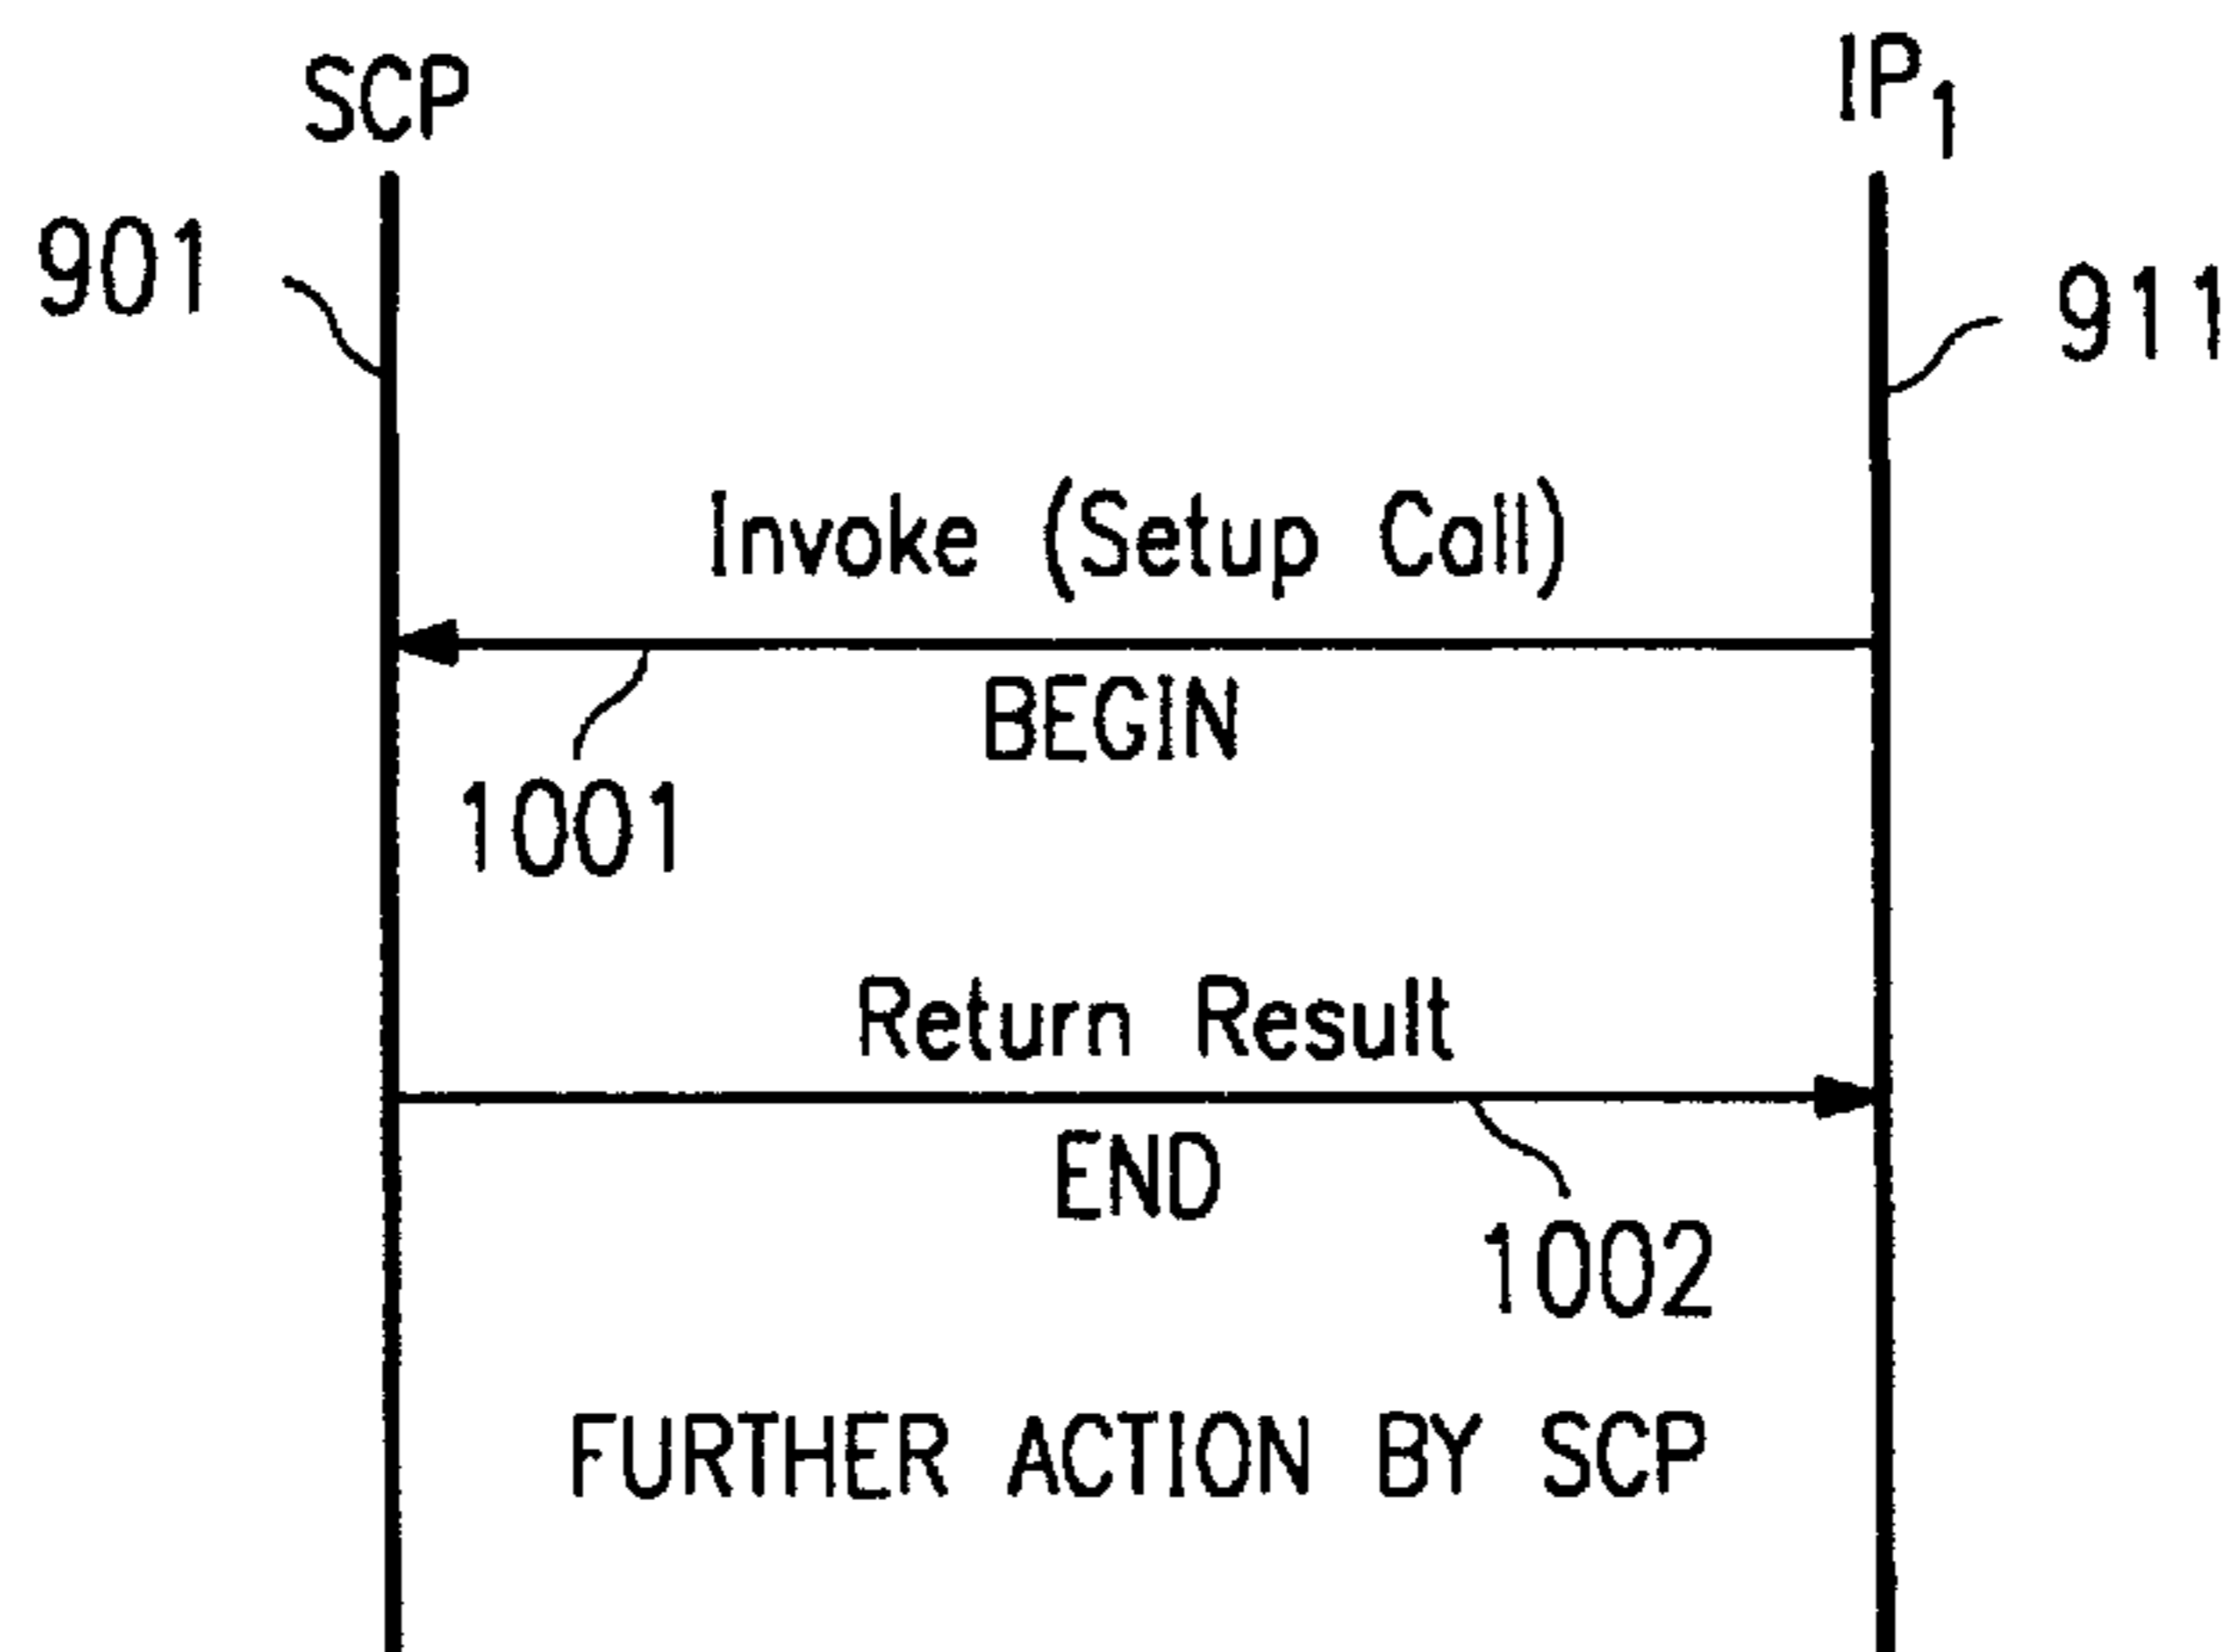 SCP
IP1
901
911
Invoke (Setup Call)
BEGIN
1001
Return Result
END
1002
FURTHER ACTION BY SCP